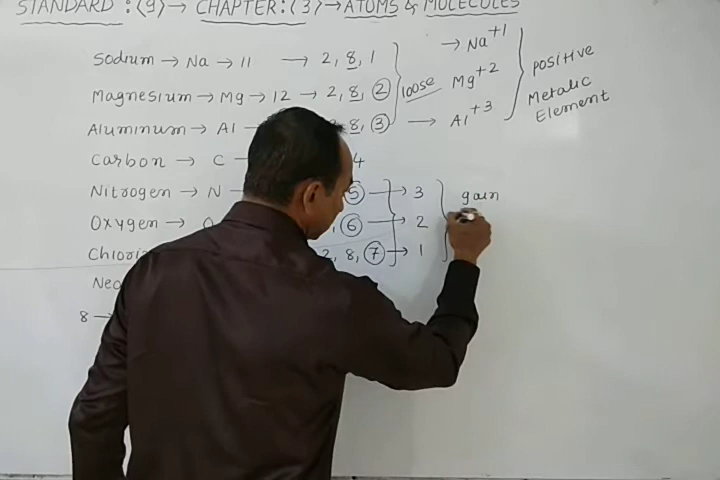 STANDARD : (9) → CHAPTER : (3) → ATOMS & MOLECULES
Sodium → Na → 11 → 2, 8, 1 → Na+1
Magnesium → Mg → 12 → 2, 8, 2 loose Mg+2 positive
Aluminum → Al 8, 3 → Al+3 Metalic Element
Carbon → C 4
Nitrogen → N 5 → 3 gain
Oxygen → 6 → 2
2, 8, 7 → 1
8 →